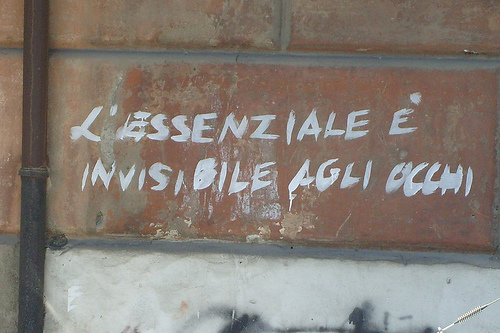 L'ESSENZIALE E'
INVISIBILE AGLI OCCHI